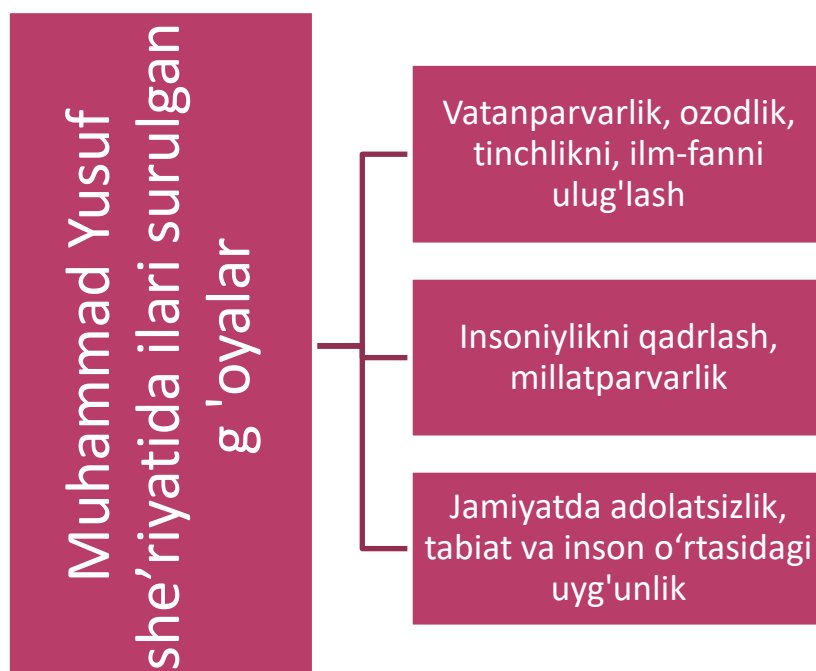 Muhammad Yusuf
she’riyatida ilari surulgan
g 'oyalar
Vatanparvarlik, ozodlik,
tinchlikni, ilm-fanni
ulug'lash
Insoniylikni qadrlash,
millatparvarlik
Jamiyatda adolatsizlik,
tabiat va inson o‘rtasidagi
uyg'unlik